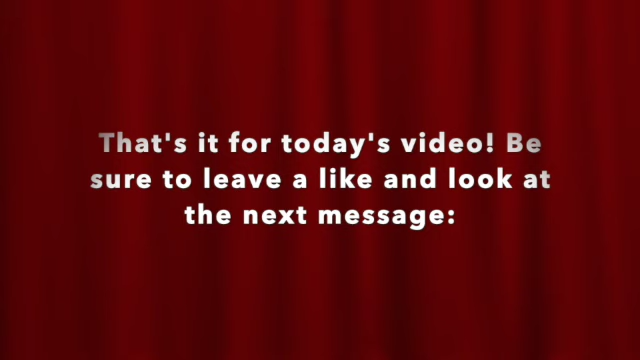 That's it for today's video! Be
sure to leave a like and look at
the next message: